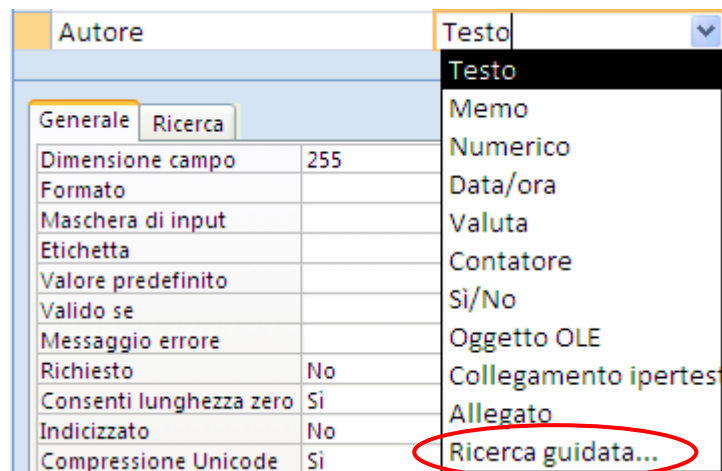 Autore Testo
Testo
Memo
Numerico
Data/ora
Valuta
Contatore
Sì/No
Oggetto OLE
Collegamento ipertest
Allegato
Ricerca guidata...
Generale Ricerca
Dimensione campo 255
Formato
Maschera di input
Etichetta
Valore predefinito
Valido se
Messaggio errore
Richiesto No
Consenti lunghezza zero Sì
Indicizzato No
Compressione Unicode Sì